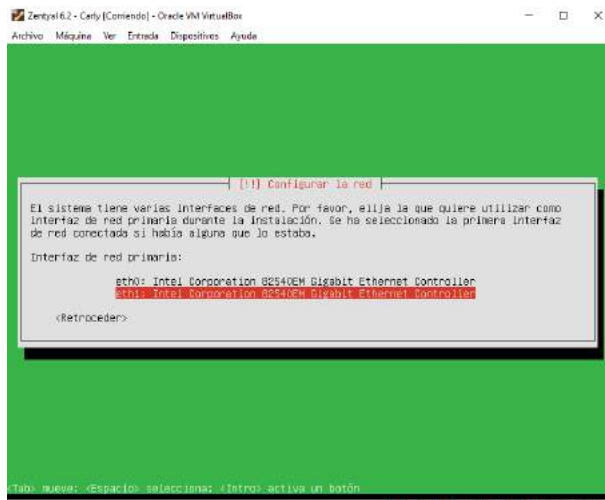 Zentyal 6.2 - Carly [Corriendo] - Oracle VM VirtualBox
Archivo Máquina Ver Entrada Dispositivos Ayuda
[!!] Configurar la red
El sistema tiene varias interfaces de red. Por favor, elija la que quiere utilizar como
interfaz de red primaria durante la instalación. Se ha seleccionado la primera interfaz
de red conectada si había alguna que lo estaba.
Interfaz de red primaria:
eth0: Intel Corporation 82540EM Gigabit Ethernet Controller
eth1: Intel Corporation 82540EM Gigabit Ethernet Controller
<Retroceder>
<Tab> mueve; <Espacio> selecciona; <Intro> activa un botón